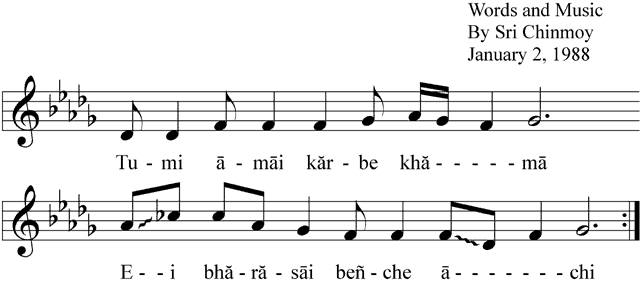 Words and Music
By Sri Chinmoy
January 2, 1988
Tu - mi ā - māi kăr - be khă - - - - - mā
E - - i bhă - ră - sāi beñ - che ā - - - - - - - chi